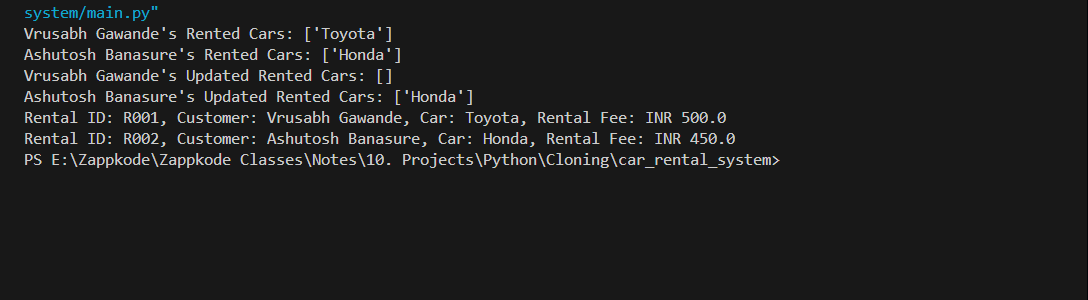 system/main.py"
Vrusabh Gawande's Rented Cars: ['Toyota']
Ashutosh Banasure's Rented Cars: ['Honda']
Vrusabh Gawande's Updated Rented Cars: []
Ashutosh Banasure's Updated Rented Cars: ['Honda']
Rental ID: R001, Customer: Vrusabh Gawande, Car: Toyota, Rental Fee: INR 500.0
Rental ID: R002, Customer: Ashutosh Banasure, Car: Honda, Rental Fee: INR 450.0
PS E:\Zappkode\Zappkode Classes\Notes\10. Projects\Python\Cloning\car_rental_system>